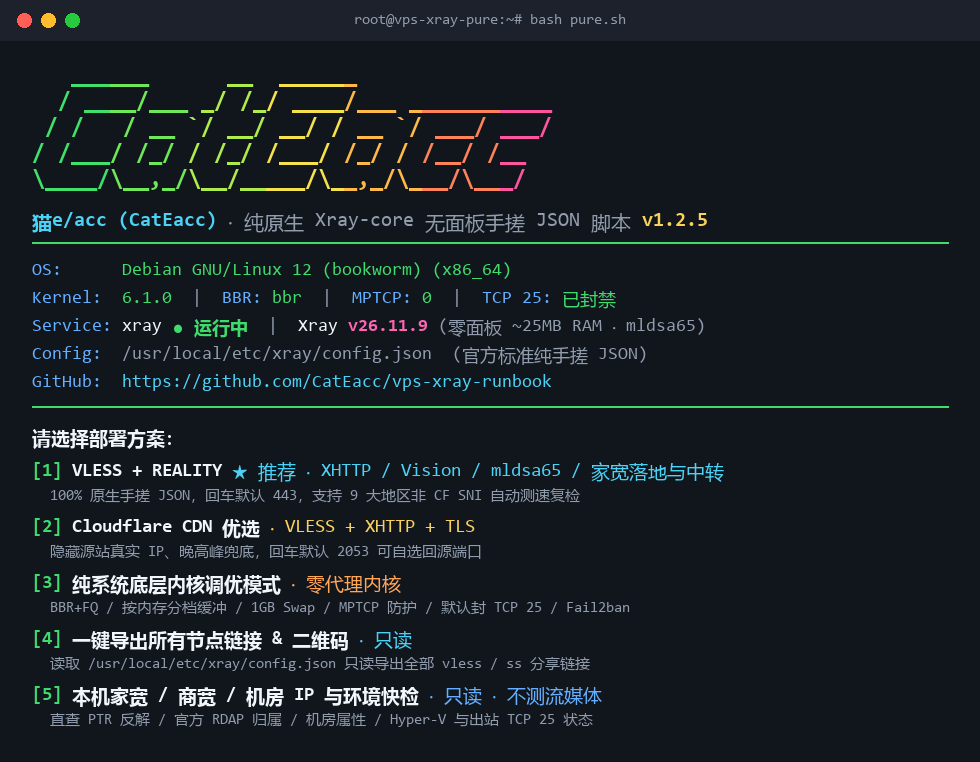 root@vps-xray-pure:~# bash pure.sh
CatEacc
猫e/acc (CatEacc) · 纯原生 Xray-core 无面板手搓 JSON 脚本 v1.2.5
OS: Debian GNU/Linux 12 (bookworm) (x86_64)
Kernel: 6.1.0 | BBR: bbr | MPTCP: 0 | TCP 25: 已封禁
Service: xray ● 运行中 | Xray v26.11.9 (零面板 ~25MB RAM · mldsa65)
Config: /usr/local/etc/xray/config.json (官方标准纯手搓 JSON)
GitHub: https://github.com/CatEacc/vps-xray-runbook
请选择部署方案:
[1] VLESS + REALITY ★ 推荐 · XHTTP / Vision / mldsa65 / 家宽落地与中转
100% 原生手搓 JSON, 回车默认 443, 支持 9 大地区非 CF SNI 自动测速复检
[2] Cloudflare CDN 优选 · VLESS + XHTTP + TLS
隐藏源站真实 IP、晚高峰兜底, 回车默认 2053 可自选回源端口
[3] 纯系统底层内核调优模式 · 零代理内核
BBR+FQ / 按内存分档缓冲 / 1GB Swap / MPTCP 防护 / 默认封 TCP 25 / Fail2ban
[4] 一键导出所有节点链接 & 二维码 · 只读
读取 /usr/local/etc/xray/config.json 只读导出全部 vless / ss 分享链接
[5] 本机家宽 / 商宽 / 机房 IP 与环境快检 · 只读 · 不测流媒体
直查 PTR 反解 / 官方 RDAP 归属 / 机房属性 / Hyper-V 与出站 TCP 25 状态